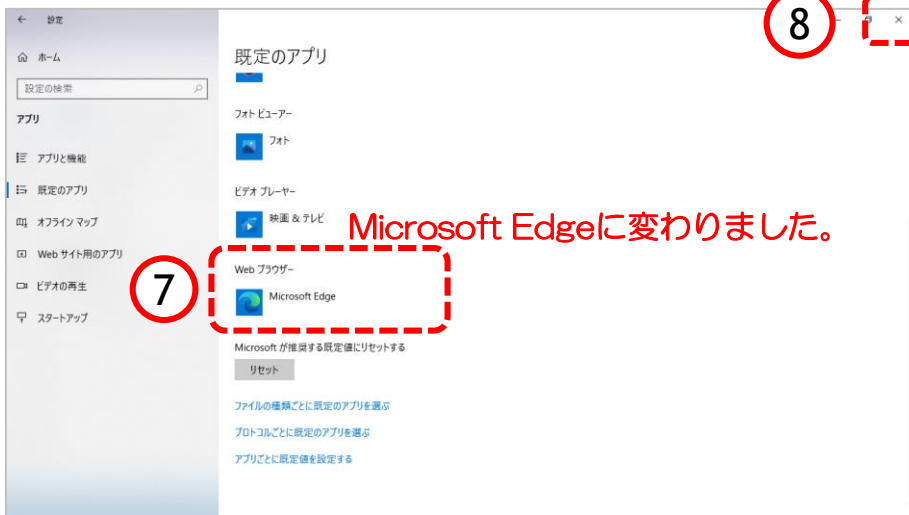 設定
8
ホーム
既定のアプリ
設定の検索
アプリ
フォト ビューアー
フォト
アプリと機能
既定のアプリ
ビデオ プレーヤー
オフライン マップ
映画 & テレビ
Microsoft Edgeに変わりました。
Web サイト用のアプリ
Web ブラウザー
ビデオの再生
7
Microsoft Edge
スタートアップ
Microsoft が推奨する既定値にリセットする
リセット
ファイルの種類ごとに既定のアプリを選ぶ
プロトコルごとに既定のアプリを選ぶ
アプリごとに既定値を設定する